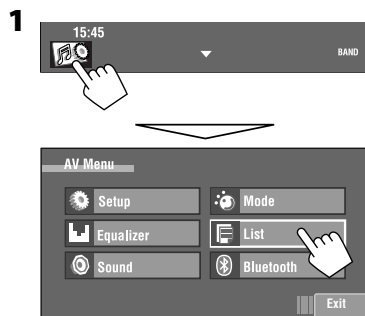 1
15:45
BAND
AV Menu
Setup
Mode
Equalizer
List
Sound
Bluetooth
Exit